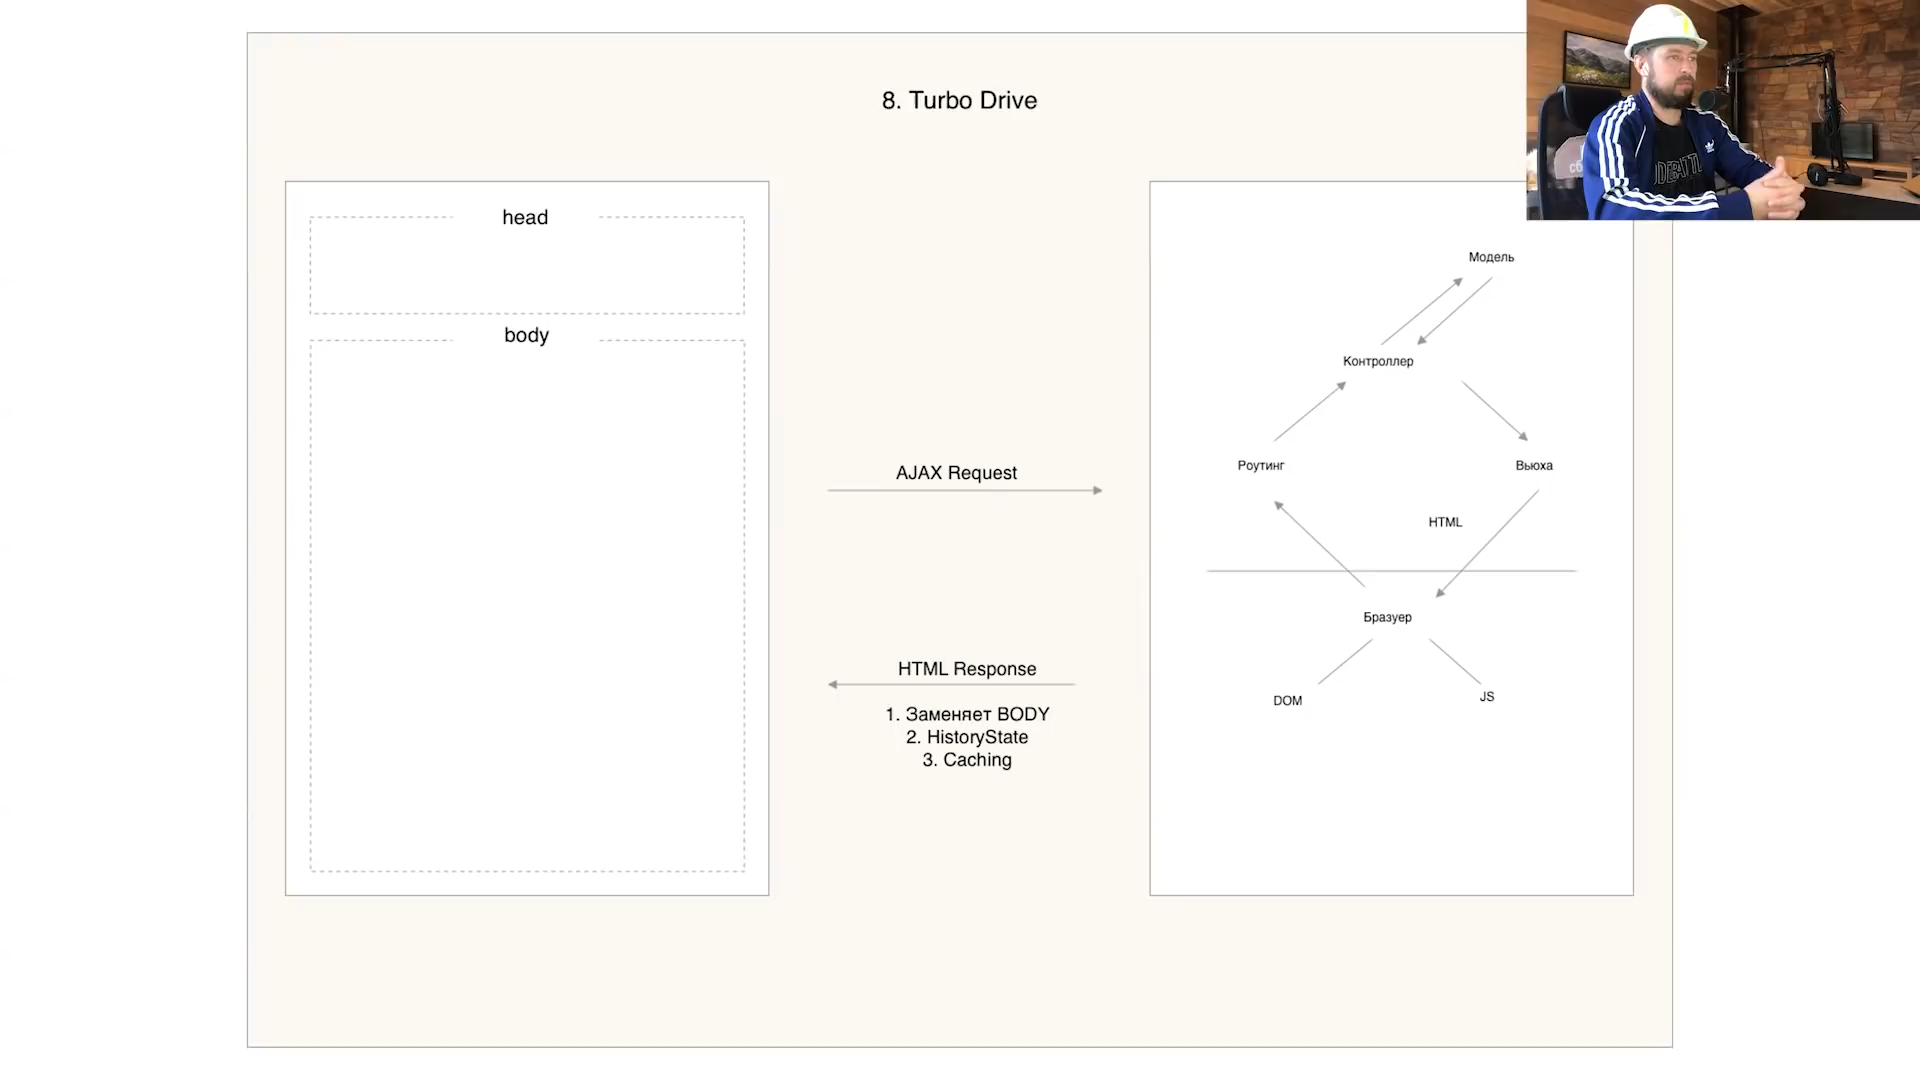 8. Turbo Drive
head
body
AJAX Request
HTML Response
1. Заменяет BODY
2. HistoryState
3. Caching
Модель
Контроллер
Роутинг
Вьюха
HTML
Бразуер
DOM
JS